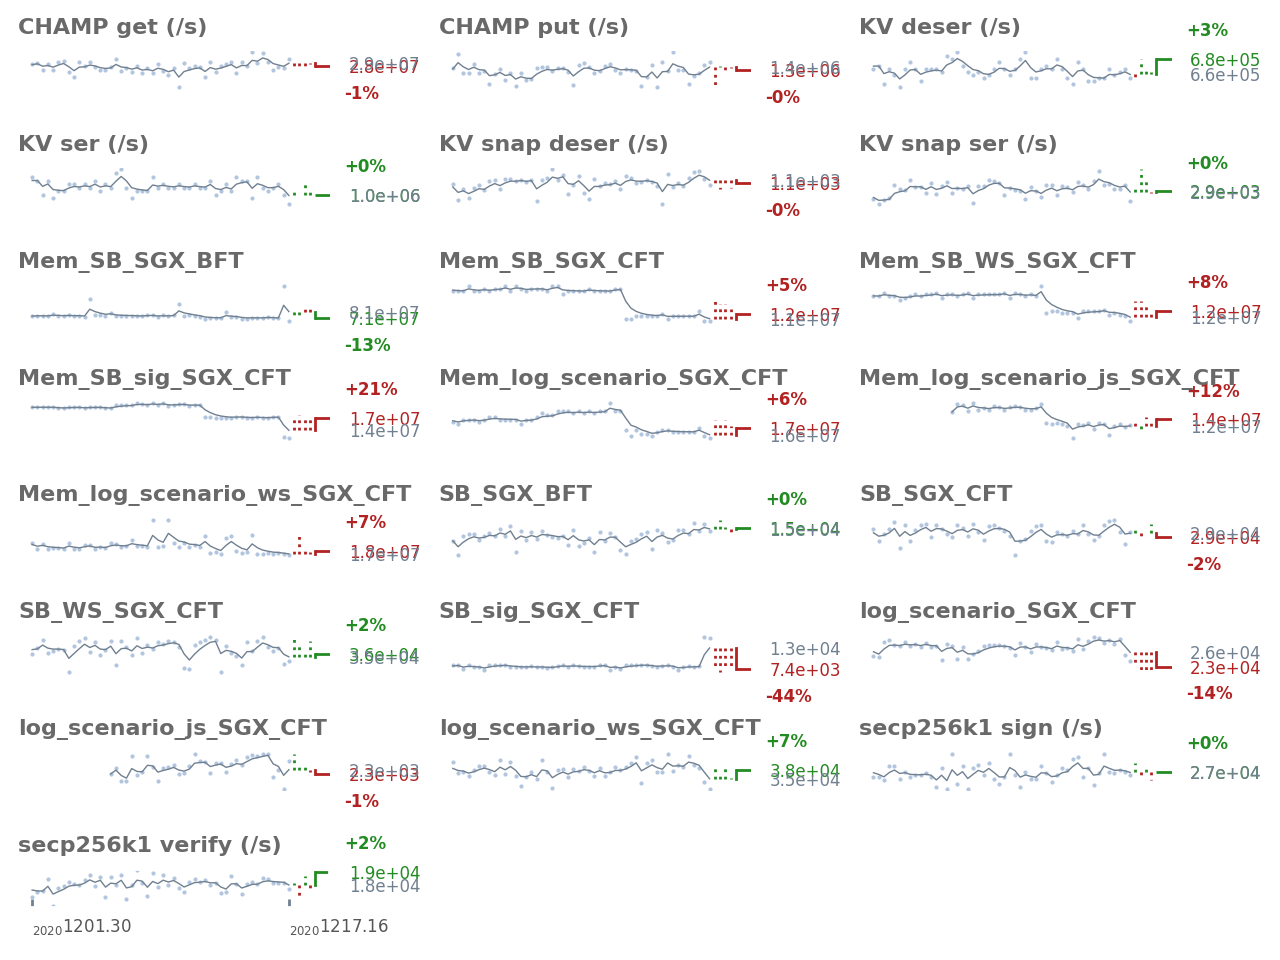 CHAMP get (/s)
2.8e+07
-1%
CHAMP put (/s)
1.3e+06
-0%
KV deser (/s)
+3%
6.8e+05
6.6e+05
KV ser (/s)
+0%
1.0e+06
KV snap deser (/s)
1.1e+03
1.1e+03
-0%
KV snap ser (/s)
+0%
2.9e+03
Mem_SB_SGX_BFT
8.1e+07
7.1e+07
-13%
Mem_SB_SGX_CFT
+5%
1.2e+07
1.1e+07
Mem_SB_WS_SGX_CFT
+8%
1.2e+07
1.2e+07
Mem_SB_sig_SGX_CFT
+21%
1.7e+07
1.4e+07
Mem_log_scenario_SGX_CFT
+6%
1.7e+07
1.6e+07
Mem_log_scenario_js_SGX_CFT
+12%
1.4e+07
1.2e+07
Mem_log_scenario_ws_SGX_CFT
+7%
1.8e+07
1.7e+07
SB_SGX_BFT
+0%
1.5e+04
SB_SGX_CFT
2.9e+04
-2%
SB_WS_SGX_CFT
+2%
3.6e+04
3.5e+04
SB_sig_SGX_CFT
1.3e+04
7.4e+03
-44%
log_scenario_SGX_CFT
2.6e+04
2.3e+04
-14%
log_scenario_js_SGX_CFT
2.3e+03
2.3e+03
-1%
log_scenario_ws_SGX_CFT
+7%
3.8e+04
3.5e+04
secp256k1 sign (/s)
+0%
2.7e+04
secp256k1 verify (/s)
+2%
1.9e+04
1.8e+04
2020 1201.30
2020 1217.16